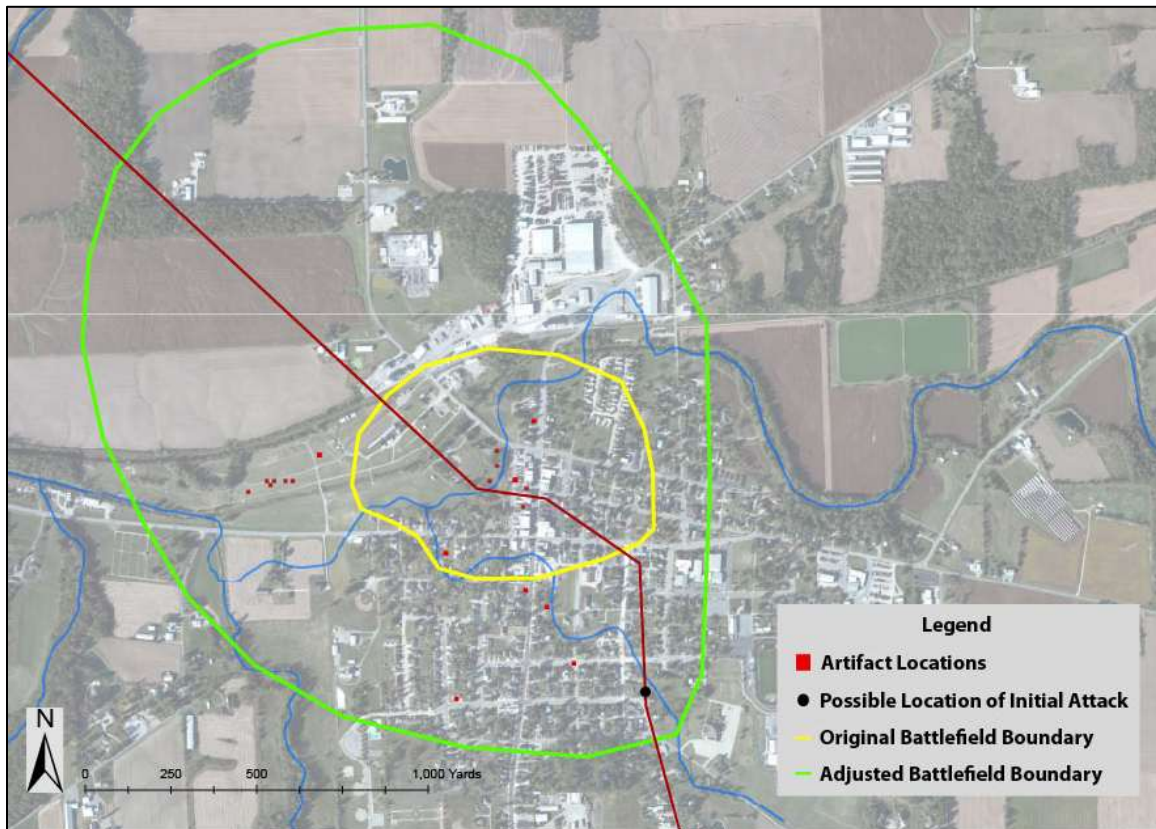 Legend
Artifact Locations
Possible Location of Initial Attack
Original Battlefield Boundary
Adjusted Battlefield Boundary
N
0 250 500 1,000 Yards